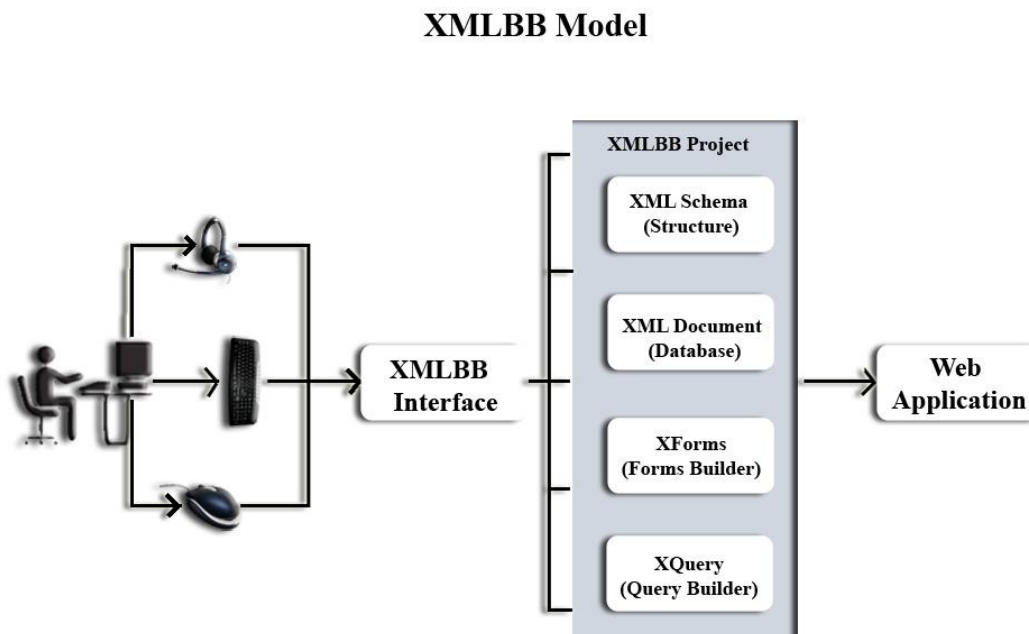 XMLBB Model
XMLBB Project
XML Schema
(Structure)
XML Document
(Database)
XForms
(Forms Builder)
XQuery
(Query Builder)
XMLBB
Interface
Web
Application